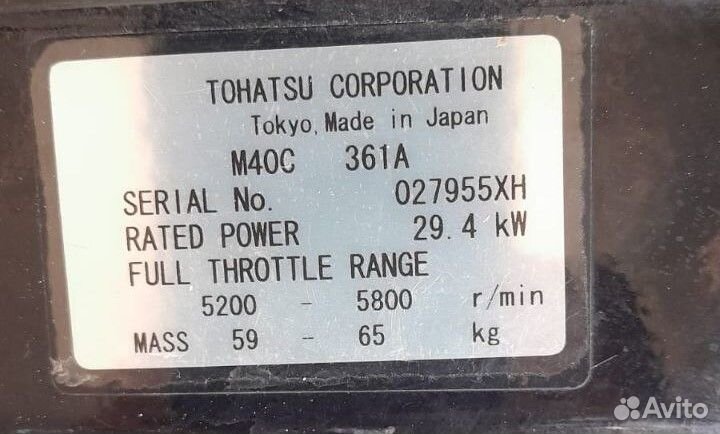 TOHATSU CORPORATION
Tokyo, Made in Japan
M40C 361A
SERIAL No. 027955XH
RATED POWER 29.4 kW
FULL THROTTLE RANGE
5200 - 5800 r/min
MASS 59 - 65 kg
Avito